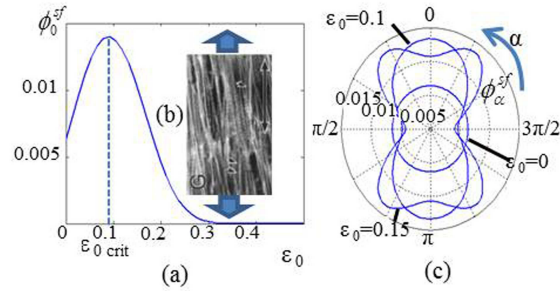 ϕ₀ˢᶠ
0.01
0.005
0
0.1
0.2
0.3
0.4
ε₀ crit
ε₀
(a)
(b)
G
(c)
ε₀=0.1
0
α
ϕαˢᶠ
0.015
0.01
0.005
π/2
3π/2
ε₀=0
ε₀=0.15
π